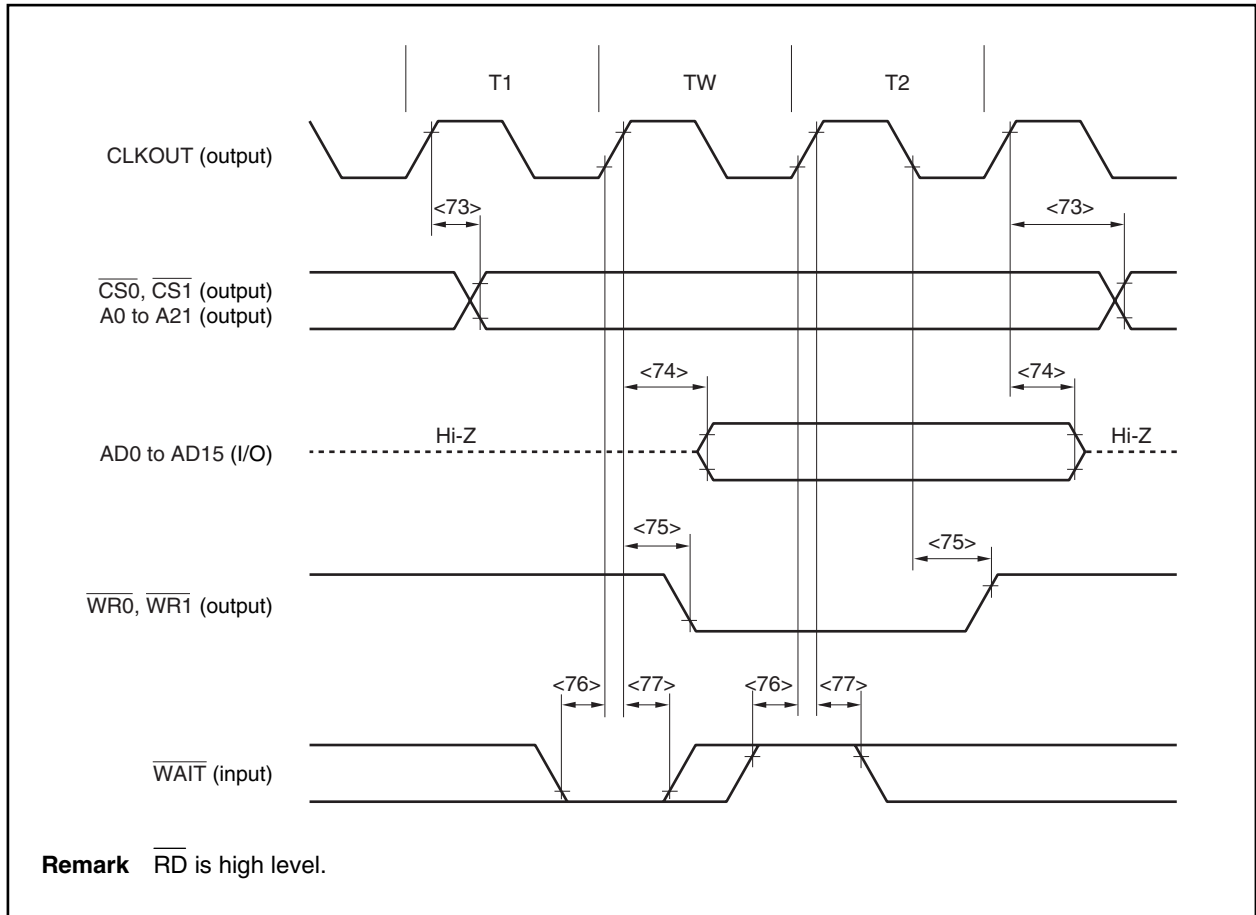 T1 TW T2
CLKOUT (output)
<73> <73>
CS0, CS1 (output)
A0 to A21 (output)
<74> <74>
Hi-Z Hi-Z
AD0 to AD15 (I/O)
<75>
<75>
WR0, WR1 (output)
<76> <77> <76> <77>
WAIT (input)
Remark RD is high level.